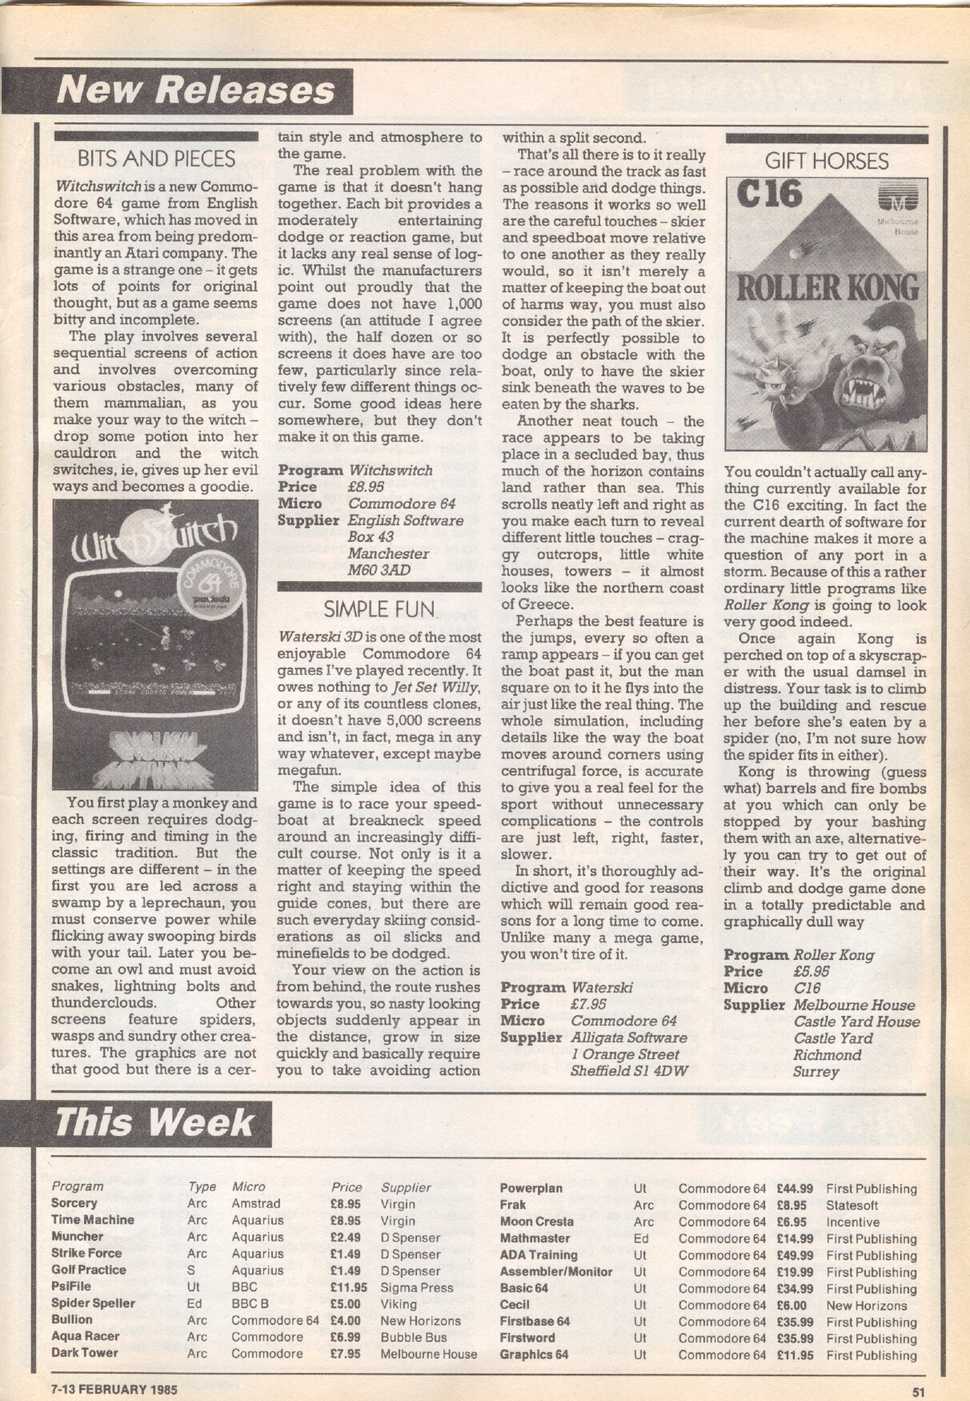 New Releases
BITS AND PIECES
Witchswitch is a new Commo-
dore 64 game from English
Software, which has moved in
this area from being predom-
inantly an Atari company. The
game is a strange one – it gets
lots of points for original
thought, but as a game seems
bitty and incomplete.
The play involves several
sequential screens of action
and involves overcoming
various obstacles, many of
them mammalian, as you
make your way to the witch –
drop some potion into her
cauldron and the witch
switches, ie, gives up her evil
ways and becomes a goodie.
Witch Switch
COMMODORE
64
You first play a monkey and
each screen requires dodg-
ing, firing and timing in the
classic tradition. But the
settings are different – in the
first you are led across a
swamp by a leprechaun, you
must conserve power while
flicking away swooping birds
with your tail. Later you be-
come an owl and must avoid
snakes, lightning bolts and
thunderclouds. Other
screens feature spiders,
wasps and sundry other crea-
tures. The graphics are not
that good but there is a cer-
tain style and atmosphere to
the game.
The real problem with the
game is that it doesn't hang
together. Each bit provides a
moderately entertaining
dodge or reaction game, but
it lacks any real sense of log-
ic. Whilst the manufacturers
point out proudly that the
game does not have 1,000
screens (an attitude I agree
with), the half dozen or so
screens it does have are too
few, particularly since rela-
tively few different things oc-
cur. Some good ideas here
somewhere, but they don't
make it on this game.
Program Witchswitch
Price £8.95
Micro Commodore 64
Supplier English Software
Box 43
Manchester
M60 3AD
SIMPLE FUN
Waterski 3D is one of the most
enjoyable Commodore 64
games I've played recently. It
owes nothing to Jet Set Willy,
or any of its countless clones,
it doesn't have 5,000 screens
and isn't, in fact, mega in any
way whatever, except maybe
megafun.
The simple idea of this
game is to race your speed-
boat at breakneck speed
around an increasingly diffi-
cult course. Not only is it a
matter of keeping the speed
right and staying within the
guide cones, but there are
such everyday skiing consid-
erations as oil slicks and
minefields to be dodged.
Your view on the action is
from behind, the route rushes
towards you, so nasty looking
objects suddenly appear in
the distance, grow in size
quickly and basically require
you to take avoiding action
within a split second.
That's all there is to it really
– race around the track as fast
as possible and dodge things.
The reasons it works so well
are the careful touches – skier
and speedboat move relative
to one another as they really
would, so it isn't merely a
matter of keeping the boat out
of harms way, you must also
consider the path of the skier.
It is perfectly possible to
dodge an obstacle with the
boat, only to have the skier
sink beneath the waves to be
eaten by the sharks.
Another neat touch – the
race appears to be taking
place in a secluded bay, thus
much of the horizon contains
land rather than sea. This
scrolls neatly left and right as
you make each turn to reveal
different little touches – crag-
gy outcrops, little white
houses, towers – it almost
looks like the northern coast
of Greece.
Perhaps the best feature is
the jumps, every so often a
ramp appears – if you can get
the boat past it, but the man
square on to it he flys into the
air just like the real thing. The
whole simulation, including
details like the way the boat
moves around corners using
centrifugal force, is accurate
to give you a real feel for the
sport without unnecessary
complications – the controls
are just left, right, faster,
slower.
In short, it's thoroughly ad-
dictive and good for reasons
which will remain good rea-
sons for a long time to come.
Unlike many a mega game,
you won't tire of it.
Program Waterski
Price £7.95
Micro Commodore 64
Supplier Alligata Software
1 Orange Street
Sheffield S1 4DW
GIFT HORSES
C16
M
Melbourne
House
ROLLER KONG
You couldn't actually call any-
thing currently available for
the C16 exciting. In fact the
current dearth of software for
the machine makes it more a
question of any port in a
storm. Because of this a rather
ordinary little programs like
Roller Kong is going to look
very good indeed.
Once again Kong is
perched on top of a skyscrap-
er with the usual damsel in
distress. Your task is to climb
up the building and rescue
her before she's eaten by a
spider (no, I'm not sure how
the spider fits in either).
Kong is throwing (guess
what) barrels and fire bombs
at you which can only be
stopped by your bashing
them with an axe, alternative-
ly you can try to get out of
their way. It's the original
climb and dodge game done
in a totally predictable and
graphically dull way
Program Roller Kong
Price £5.95
Micro C16
Supplier Melbourne House
Castle Yard House
Castle Yard
Richmond
Surrey
This Week
Program Type Micro Price Supplier
Sorcery Arc Amstrad £8.95 Virgin
Time Machine Arc Aquarius £8.95 Virgin
Muncher Arc Aquarius £2.49 D Spenser
Strike Force Arc Aquarius £1.49 D Spenser
Golf Practice S Aquarius £1.49 D Spenser
PsiFile Ut BBC £11.95 Sigma Press
Spider Speller Ed BBC B £5.00 Viking
Bullion Arc Commodore 64 £4.00 New Horizons
Aqua Racer Arc Commodore £6.99 Bubble Bus
Dark Tower Arc Commodore £7.95 Melbourne House
Powerplan Ut Commodore 64 £44.99 First Publishing
Frak Arc Commodore 64 £8.95 Statesoft
Moon Cresta Arc Commodore 64 £6.95 Incentive
Mathmaster Ed Commodore 64 £14.99 First Publishing
ADA Training Ut Commodore 64 £49.99 First Publishing
Assembler/Monitor Ut Commodore 64 £19.99 First Publishing
Basic 64 Ut Commodore 64 £34.99 First Publishing
Cecil Ut Commodore 64 £6.00 New Horizons
Firstbase 64 Ut Commodore 64 £35.99 First Publishing
Firstword Ut Commodore 64 £35.99 First Publishing
Graphics 64 Ut Commodore 64 £11.95 First Publishing
7-13 FEBRUARY 1985
51